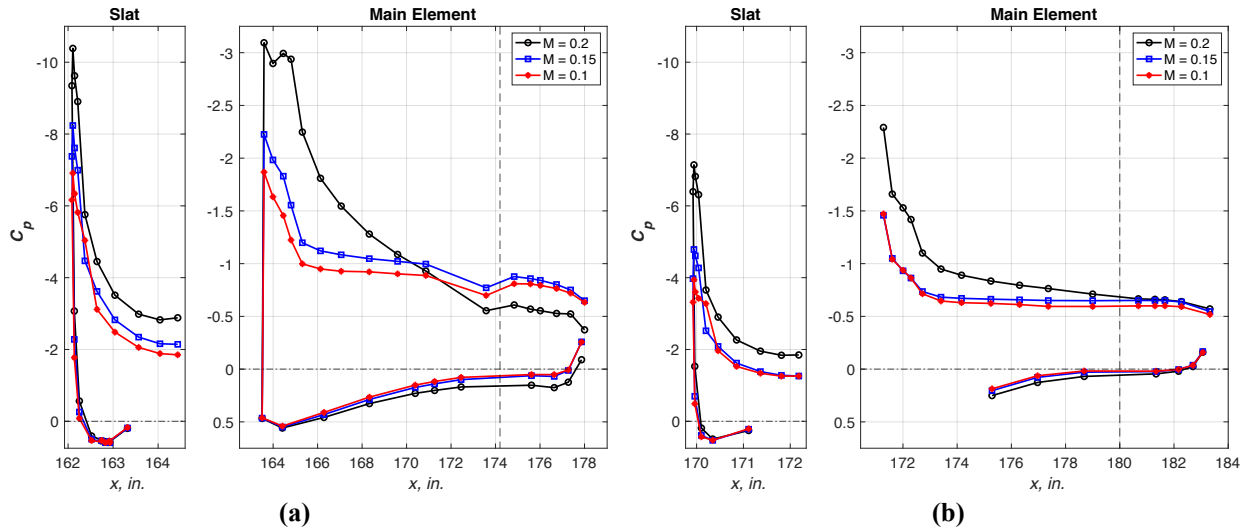 Slat
Main Element
Slat
Main Element
M = 0.2
M = 0.15
M = 0.1
M = 0.2
M = 0.15
M = 0.1
C_p
-10
-8
-6
-4
-2
0
-3
-2.5
-2
-1.5
-1
-0.5
0
0.5
C_p
-10
-8
-6
-4
-2
0
-3
-2.5
-2
-1.5
-1
-0.5
0
0.5
162 163 164
164 166 168 170 172 174 176 178
170 171 172
172 174 176 178 180 182 184
x, in.
x, in.
x, in.
x, in.
(a)
(b)